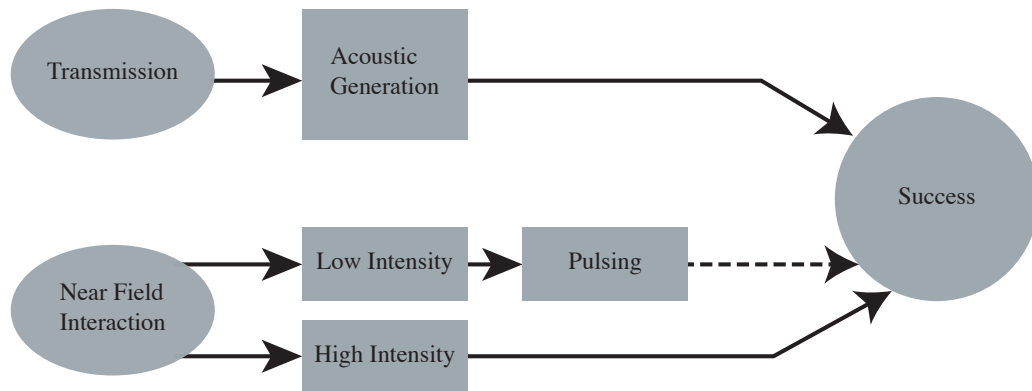 Transmission
Acoustic
Generation
Success
Low Intensity
Pulsing
Near Field
Interaction
High Intensity